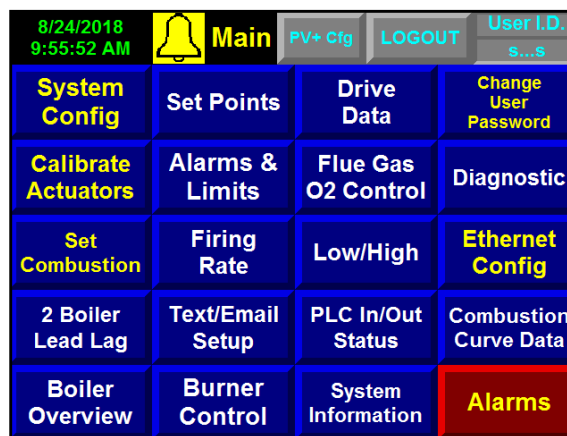 8/24/2018
9:55:52 AM
Main
PV+ Cfg
LOGOUT
User I.D.
s...s
System
Config
Set Points
Drive
Data
Change
User
Password
Calibrate
Actuators
Alarms &
Limits
Flue Gas
O2 Control
Diagnostic
Set
Combustion
Firing
Rate
Low/High
Ethernet
Config
2 Boiler
Lead Lag
Text/Email
Setup
PLC In/Out
Status
Combustion
Curve Data
Boiler
Overview
Burner
Control
System
Information
Alarms